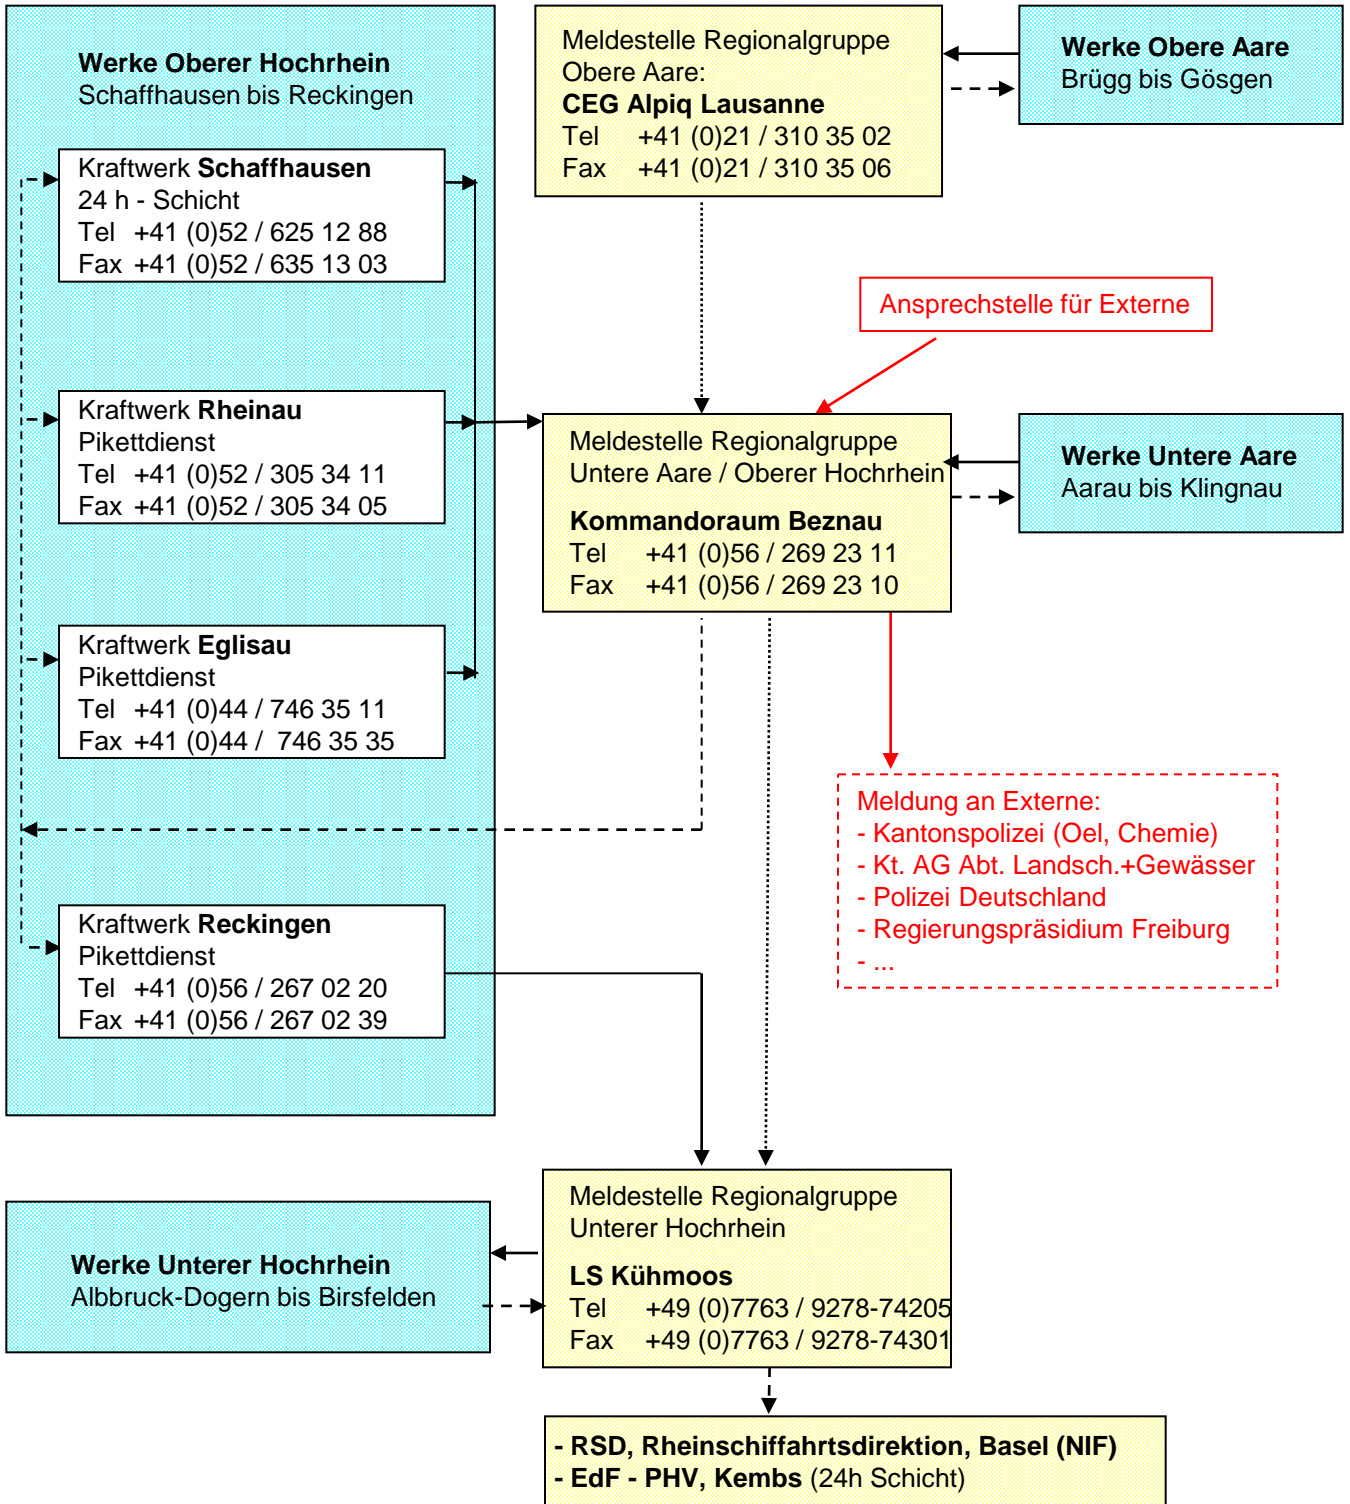 Werke Oberer Hochrhein
Schaffhausen bis Reckingen
Kraftwerk Schaffhausen
24 h - Schicht
Tel +41 (0)52 / 625 12 88
Fax +41 (0)52 / 635 13 03
Kraftwerk Rheinau
Pikettdienst
Tel +41 (0)52 / 305 34 11
Fax +41 (0)52 / 305 34 05
Kraftwerk Eglisau
Pikettdienst
Tel +41 (0)44 / 746 35 11
Fax +41 (0)44 / 746 35 35
Kraftwerk Reckingen
Pikettdienst
Tel +41 (0)56 / 267 02 20
Fax +41 (0)56 / 267 02 39
Meldestelle Regionalgruppe
Obere Aare:
CEG Alpiq Lausanne
Tel +41 (0)21 / 310 35 02
Fax +41 (0)21 / 310 35 06
Werke Obere Aare
Brügg bis Gösgen
Ansprechstelle für Externe
Meldestelle Regionalgruppe
Untere Aare / Oberer Hochrhein
Kommandoraum Beznau
Tel +41 (0)56 / 269 23 11
Fax +41 (0)56 / 269 23 10
Werke Untere Aare
Aarau bis Klingnau
Meldung an Externe:
- Kantonspolizei (Oel, Chemie)
- Kt. AG Abt. Landsch.+Gewässer
- Polizei Deutschland
- Regierungspräsidium Freiburg
- ...
Werke Unterer Hochrhein
Albbruck-Dogern bis Birsfelden
Meldestelle Regionalgruppe
Unterer Hochrhein
LS Kühmoos
Tel +49 (0)7763 / 9278-74205
Fax +49 (0)7763 / 9278-74301
- RSD, Rheinschiffahrtsdirektion, Basel (NIF)
- EdF - PHV, Kembs (24h Schicht)